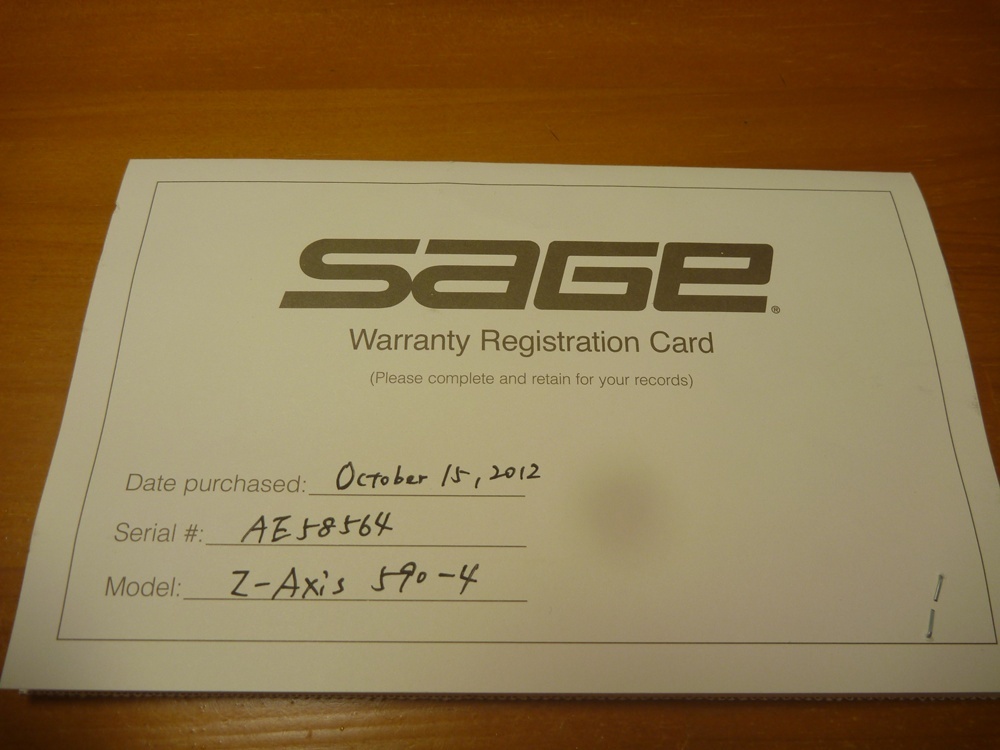 SAGE®
Warranty Registration Card
(Please complete and retain for your records)
Date purchased: October 15, 2012
Serial #: AE58564
Model: Z-Axis 590-4